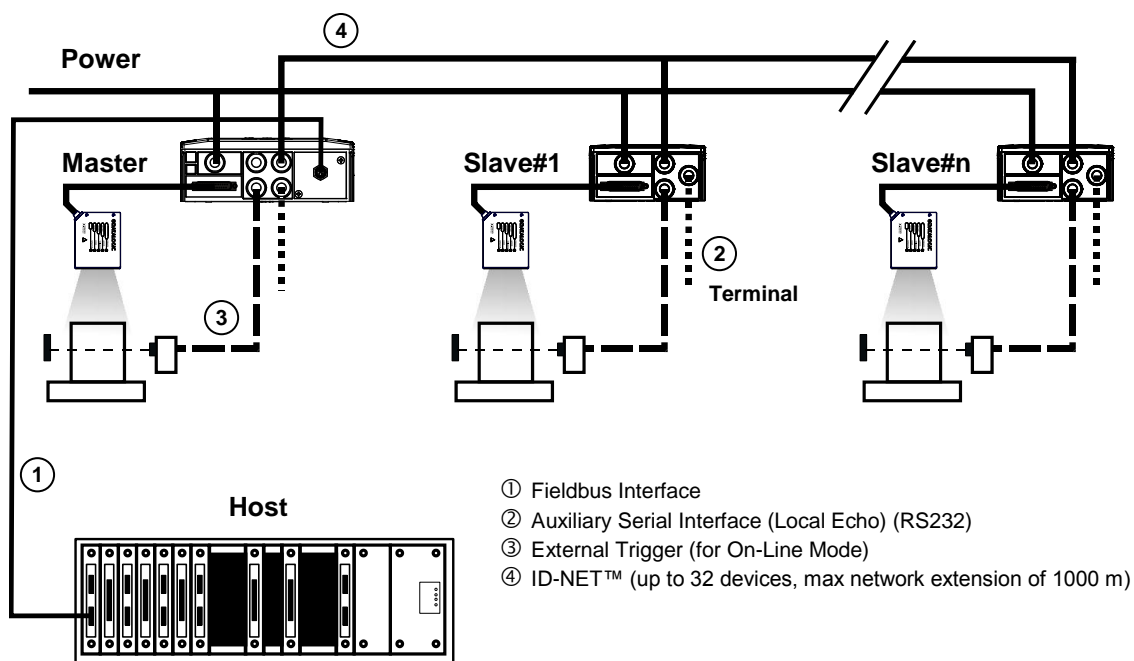 ④
Power
Master
Slave#1
Slave#n
②
Terminal
③
①
Host
① Fieldbus Interface
② Auxiliary Serial Interface (Local Echo) (RS232)
③ External Trigger (for On-Line Mode)
④ ID-NET™ (up to 32 devices, max network extension of 1000 m)